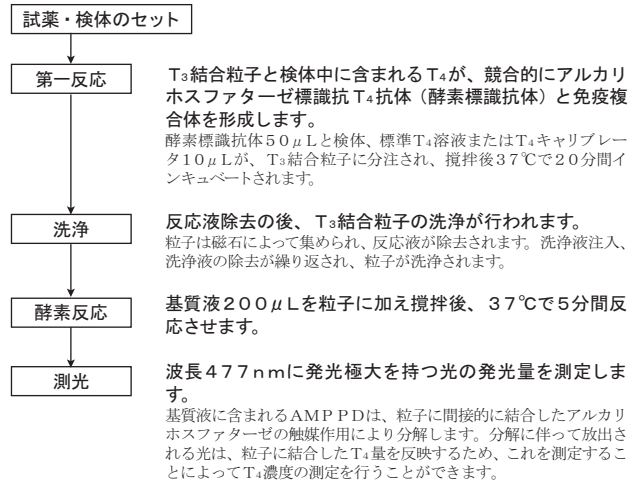 試薬・検体のセット
第一反応
T₃結合粒子と検体中に含まれるT₄が、競合的にアルカリ
ホスファターゼ標識抗T₄抗体（酵素標識抗体）と免疫複
合体を形成します。
酵素標識抗体５０μＬと検体、標準T₄溶液またはT₄キャリブレー
タ１０μＬが、T₃結合粒子に分注され、撹拌後３７℃で２０分間イ
ンキュベートされます。
洗浄
反応液除去の後、T₃結合粒子の洗浄が行われます。
粒子は磁石によって集められ、反応液が除去されます。洗浄液注入、
洗浄液の除去が繰り返され、粒子が洗浄されます。
酵素反応
基質液２００μＬを粒子に加え撹拌後、３７℃で５分間反
応させます。
測光
波長４７７ｎｍに発光極大を持つ光の発光量を測定しま
す。
基質液に含まれるＡＭＰＰＤは、粒子に間接的に結合したアルカリ
ホスファターゼの触媒作用により分解します。分解に伴って放出さ
れる光は、粒子に結合したT₄量を反映するため、これを測定するこ
とによってT₄濃度の測定を行うことができます。